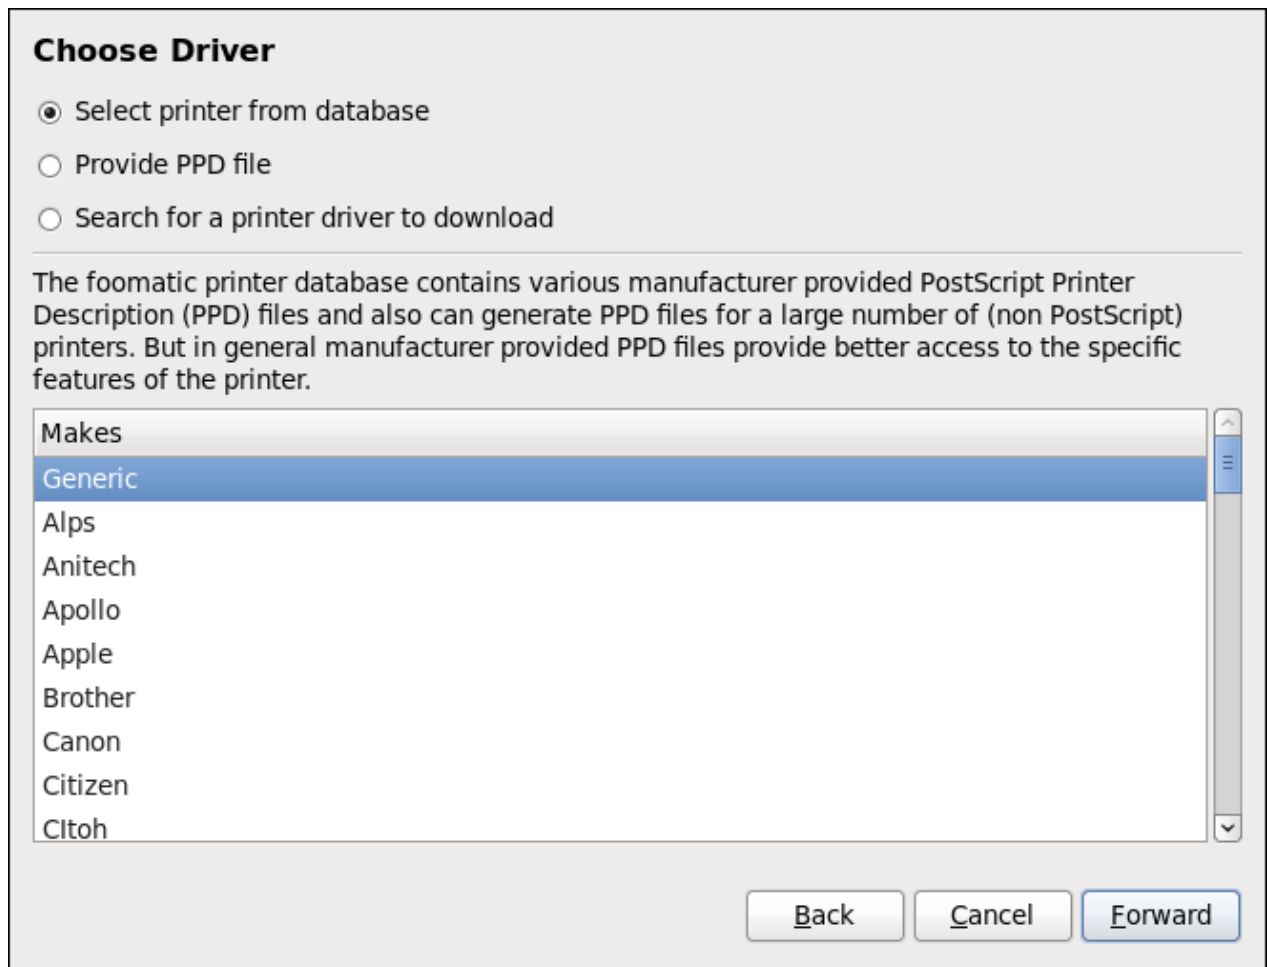 Choose Driver
Select printer from database
Provide PPD file
Search for a printer driver to download
The foomatic printer database contains various manufacturer provided PostScript Printer
Description (PPD) files and also can generate PPD files for a large number of (non PostScript)
printers. But in general manufacturer provided PPD files provide better access to the specific
features of the printer.
Makes
Generic
Alps
Anitech
Apollo
Apple
Brother
Canon
Citizen
CItoh
Back Cancel Forward